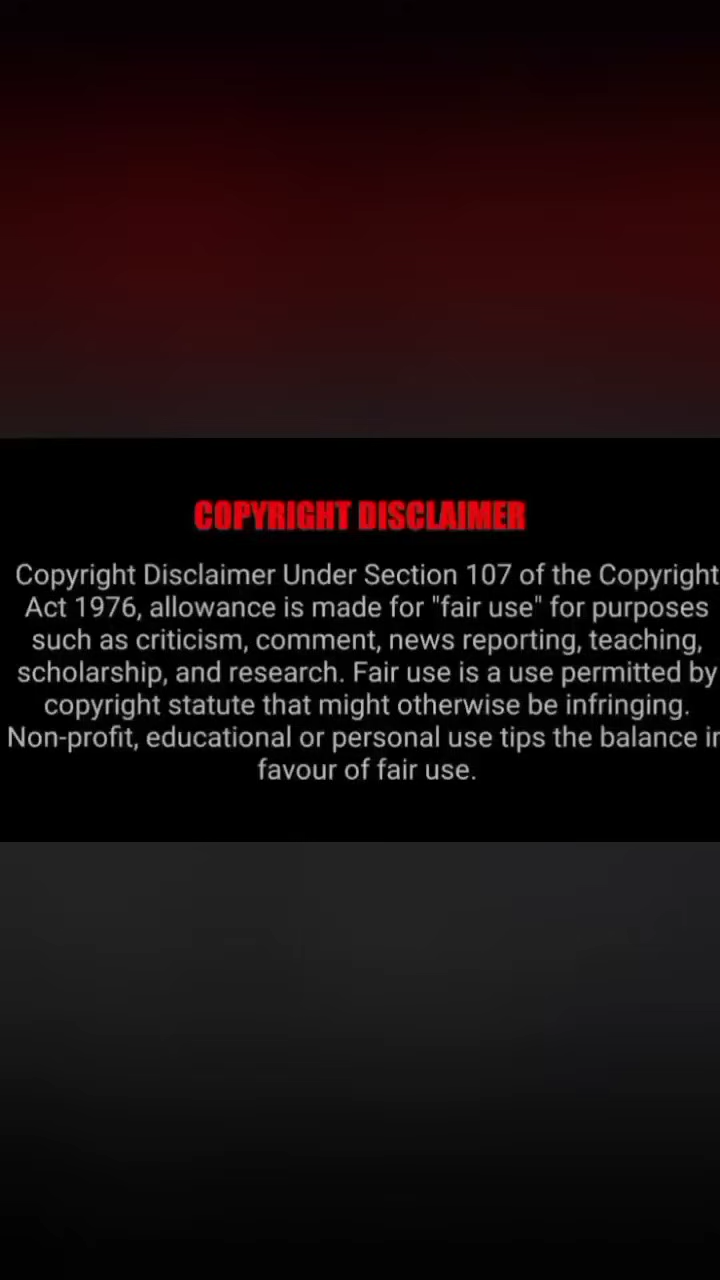 COPYRIGHT DISCLAIMER
Copyright Disclaimer Under Section 107 of the Copyright
Act 1976, allowance is made for "fair use" for purposes
such as criticism, comment, news reporting, teaching,
scholarship, and research. Fair use is a use permitted by
copyright statute that might otherwise be infringing.
Non-profit, educational or personal use tips the balance in
favour of fair use.